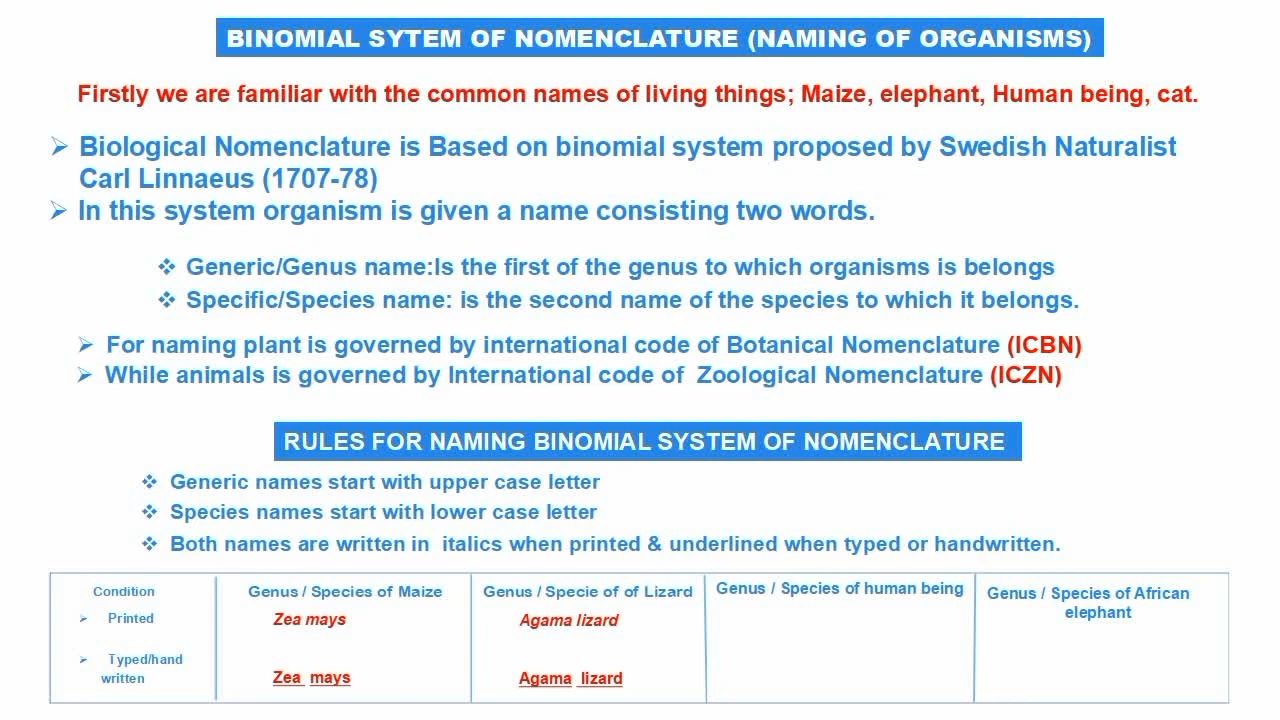 BINOMIAL SYTEM OF NOMENCLATURE (NAMING OF ORGANISMS)
Firstly we are familiar with the common names of living things; Maize, elephant, Human being, cat.
Biological Nomenclature is Based on binomial system proposed by Swedish Naturalist
Carl Linnaeus (1707-78)
In this system organism is given a name consisting two words.
Generic/Genus name:Is the first of the genus to which organisms is belongs
Specific/Species name: is the second name of the species to which it belongs.
For naming plant is governed by international code of Botanical Nomenclature (ICBN)
While animals is governed by International code of Zoological Nomenclature (ICZN)
RULES FOR NAMING BINOMIAL SYSTEM OF NOMENCLATURE
Generic names start with upper case letter
Species names start with lower case letter
Both names are written in italics when printed & underlined when typed or handwritten.
Condition
Genus / Species of Maize
Genus / Specie of of Lizard
Genus / Species of human being
Genus / Species of African
elephant
Printed
Zea mays
Agama lizard
Typed/hand
written
Zea mays
Agama lizard